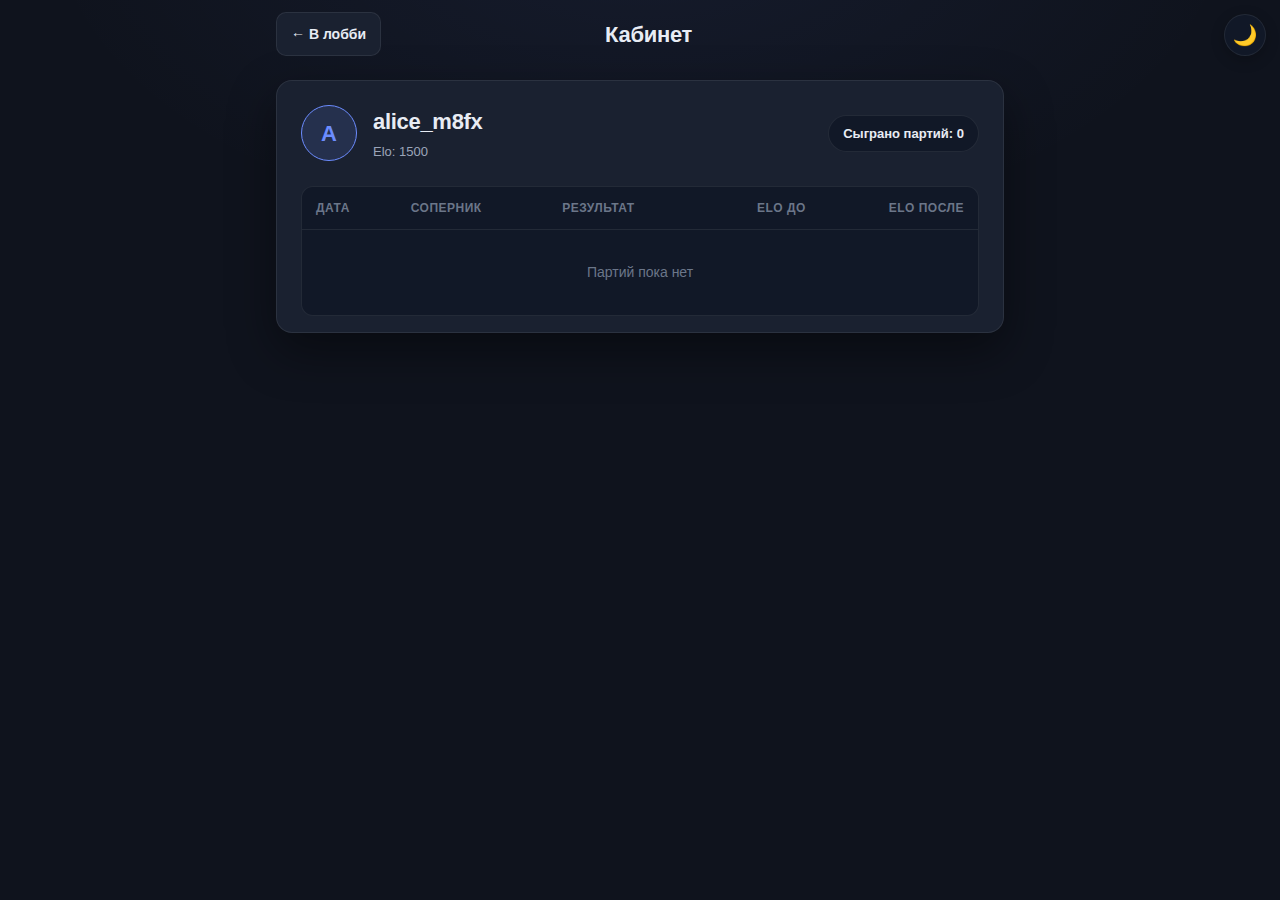 ← В лобби
Кабинет
A
alice_m8fx
Elo: 1500
Сыграно партий: 0
ДАТА СОПЕРНИК РЕЗУЛЬТАТ ELO ДО ELO ПОСЛЕ
Партий пока нет